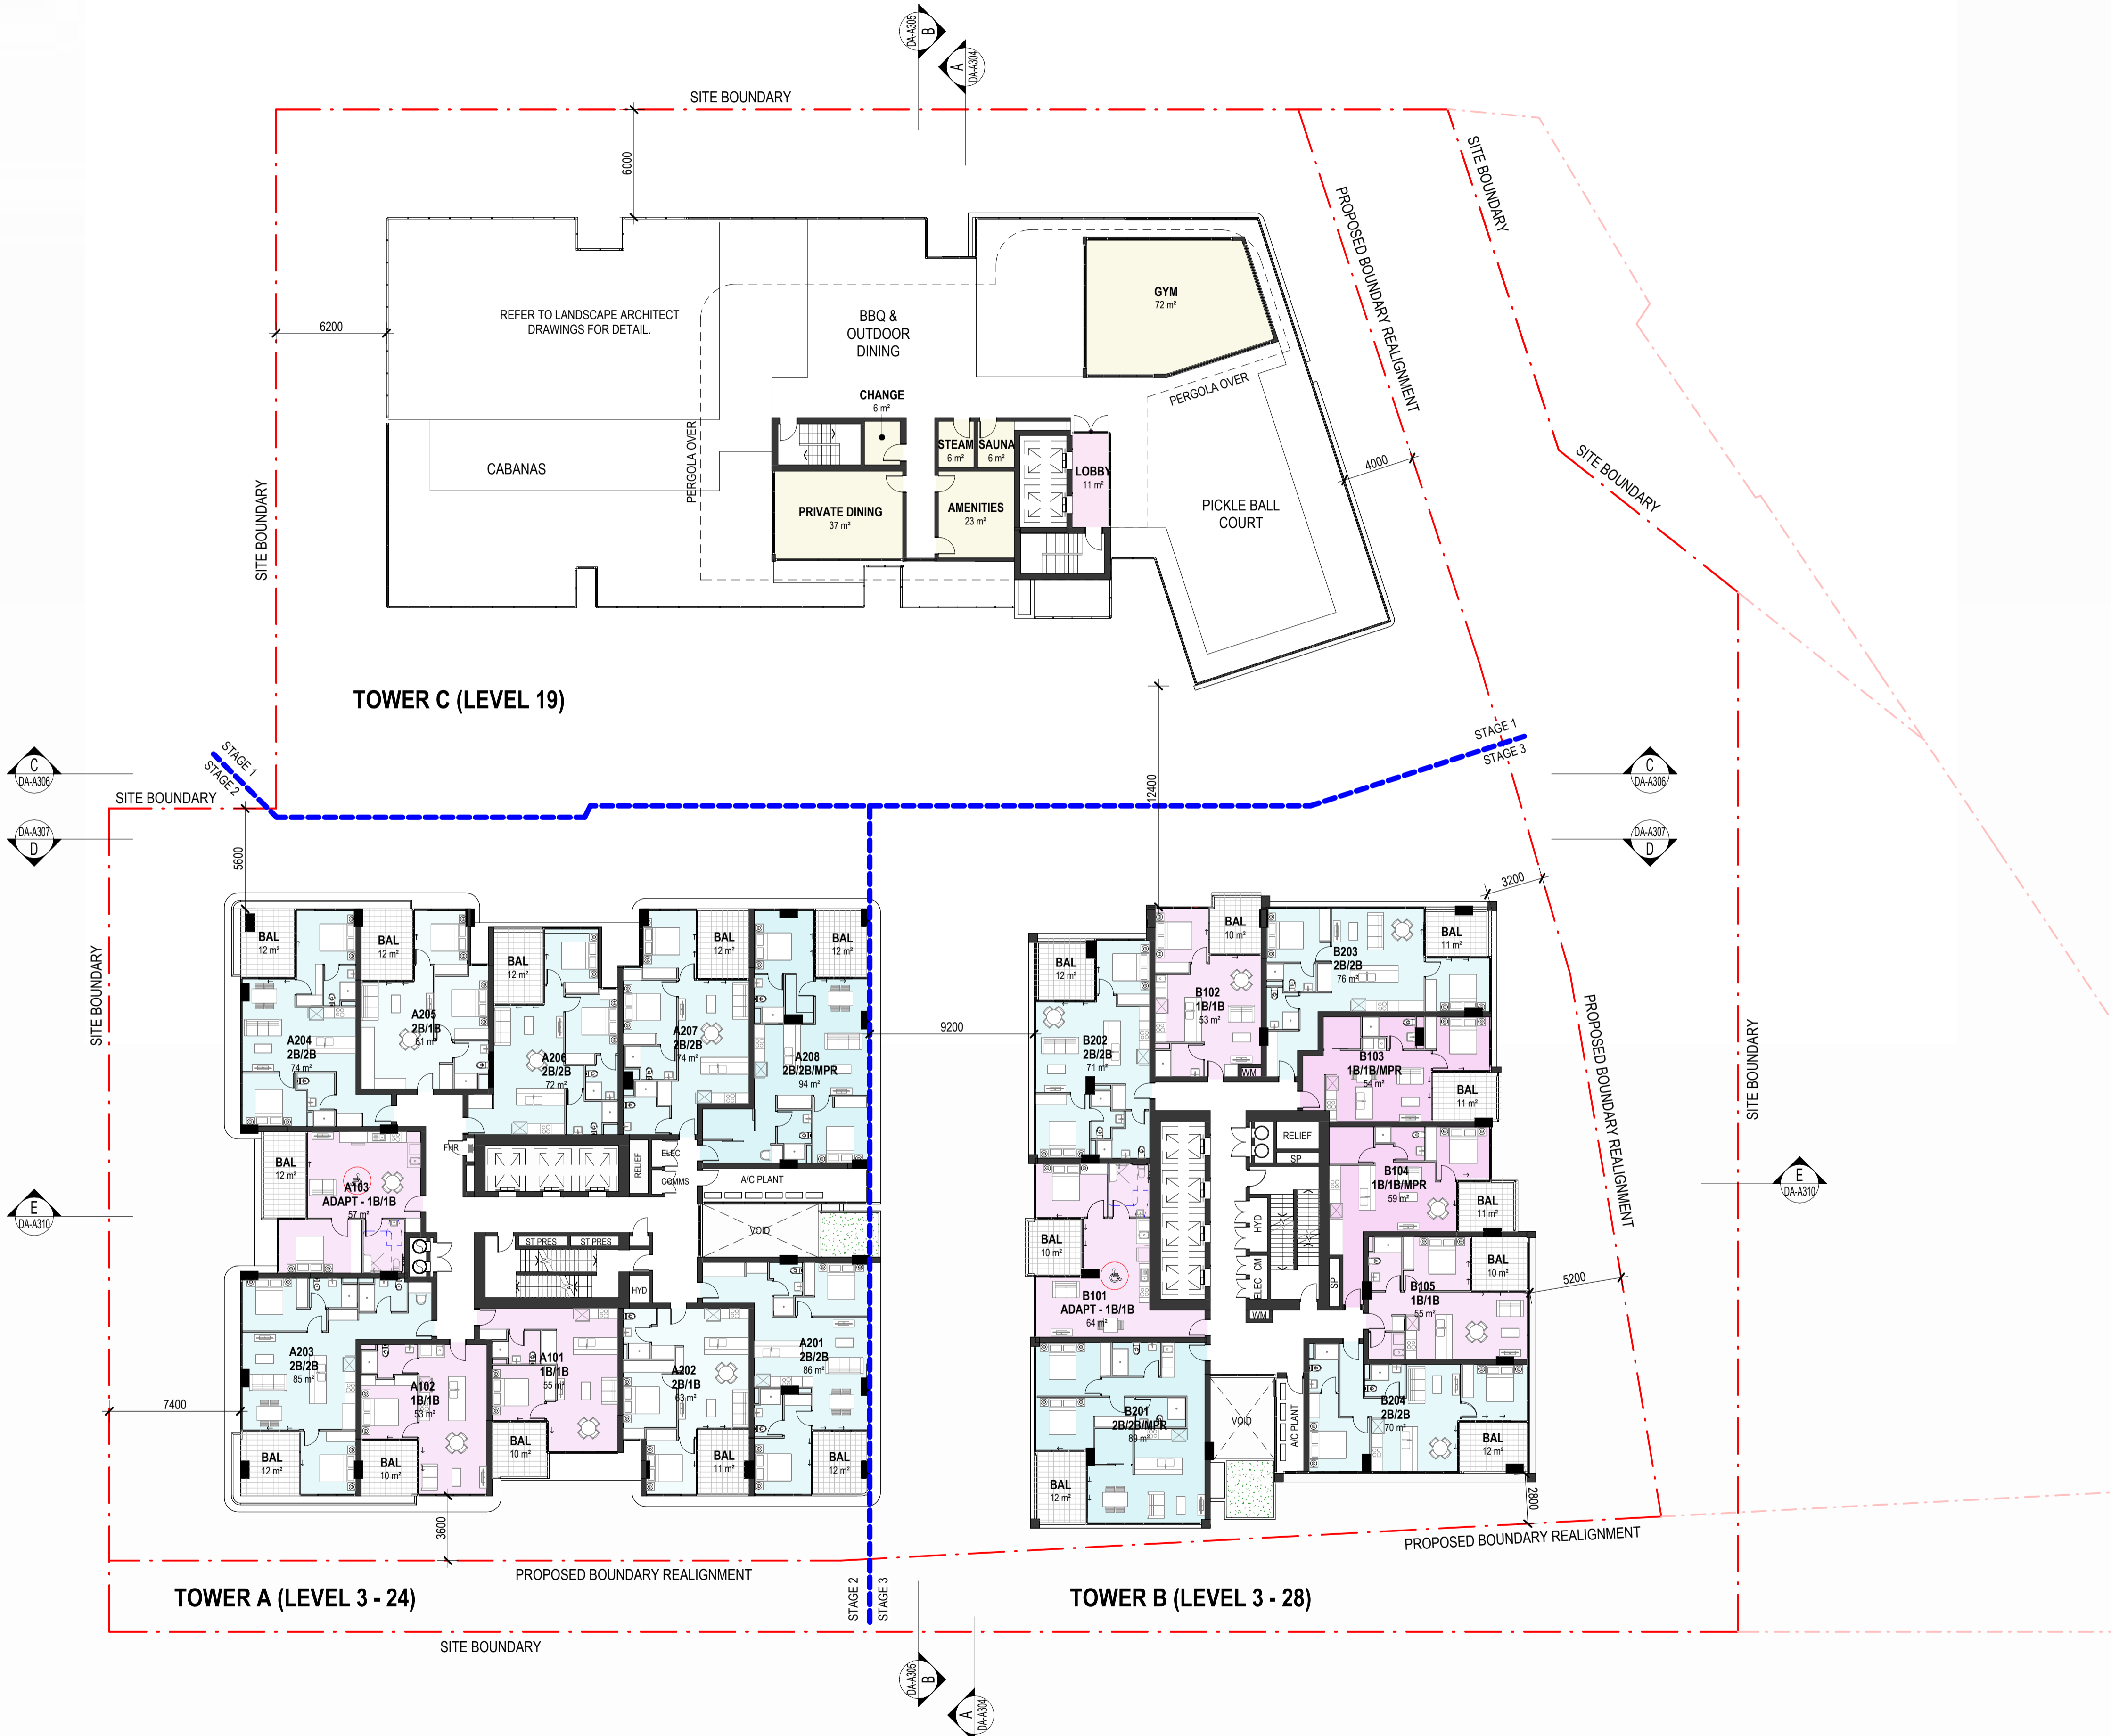 DA-A305
B
A
DA-A304
SITE BOUNDARY
6000
SITE BOUNDARY
PROPOSED BOUNDARY REALIGNMENT
GYM
72 m²
REFER TO LANDSCAPE ARCHITECT
DRAWINGS FOR DETAIL.
BBQ &
OUTDOOR
DINING
6200
PERGOLA OVER
CHANGE
6 m²
PERGOLA OVER
STEAM
6 m²
SAUNA
6 m²
LOBBY
11 m²
4000
SITE BOUNDARY
CABANAS
SITE BOUNDARY
PRIVATE DINING
37 m²
AMENITIES
23 m²
PICKLE BALL
COURT
TOWER C (LEVEL 19)
STAGE 1
STAGE 2
STAGE 1
STAGE 3
C
DA-A306
C
DA-A306
12400
SITE BOUNDARY
DA-A307
D
DA-A307
D
5600
3200
SITE BOUNDARY
BAL
12 m²
BAL
12 m²
BAL
12 m²
BAL
12 m²
BAL
12 m²
A204
2B/2B
74 m²
A205
2B/1B
61 m²
A206
2B/2B
72 m²
A207
2B/2B
74 m²
A208
2B/2B/MPR
94 m²
9200
BAL
12 m²
BAL
10 m²
B203
2B/2B
76 m²
BAL
11 m²
B102
1B/1B
53 m²
B202
2B/2B
71 m²
WM
B103
1B/1B/MPR
54 m²
BAL
11 m²
PROPOSED BOUNDARY REALIGNMENT
SITE BOUNDARY
FHR
RELIEF
ELEC
COMMS
A/C PLANT
BAL
12 m²
A103
ADAPT - 1B/1B
57 m²
VOID
ST PRES
ST PRES
HYD
RELIEF
SP
B104
1B/1B/MPR
59 m²
BAL
11 m²
HYD
E
DA-A310
E
DA-A310
BAL
10 m²
B101
ADAPT - 1B/1B
64 m²
ELEC
CM
SP
WM
B105
1B/1B
55 m²
BAL
10 m²
5200
A203
2B/2B
85 m²
A102
1B/1B
53 m²
A101
1B/1B
55 m²
A202
2B/1B
63 m²
A201
2B/2B
86 m²
7400
BAL
12 m²
BAL
10 m²
BAL
10 m²
BAL
11 m²
BAL
12 m²
B201
2B/2B/MPR
89 m²
VOID
A/C PLANT
B204
2B/2B
70 m²
BAL
12 m²
BAL
12 m²
2800
3600
PROPOSED BOUNDARY REALIGNMENT
PROPOSED BOUNDARY REALIGNMENT
TOWER A (LEVEL 3 - 24)
STAGE 2
STAGE 3
TOWER B (LEVEL 3 - 28)
SITE BOUNDARY
DA-A305
B
A
DA-A304